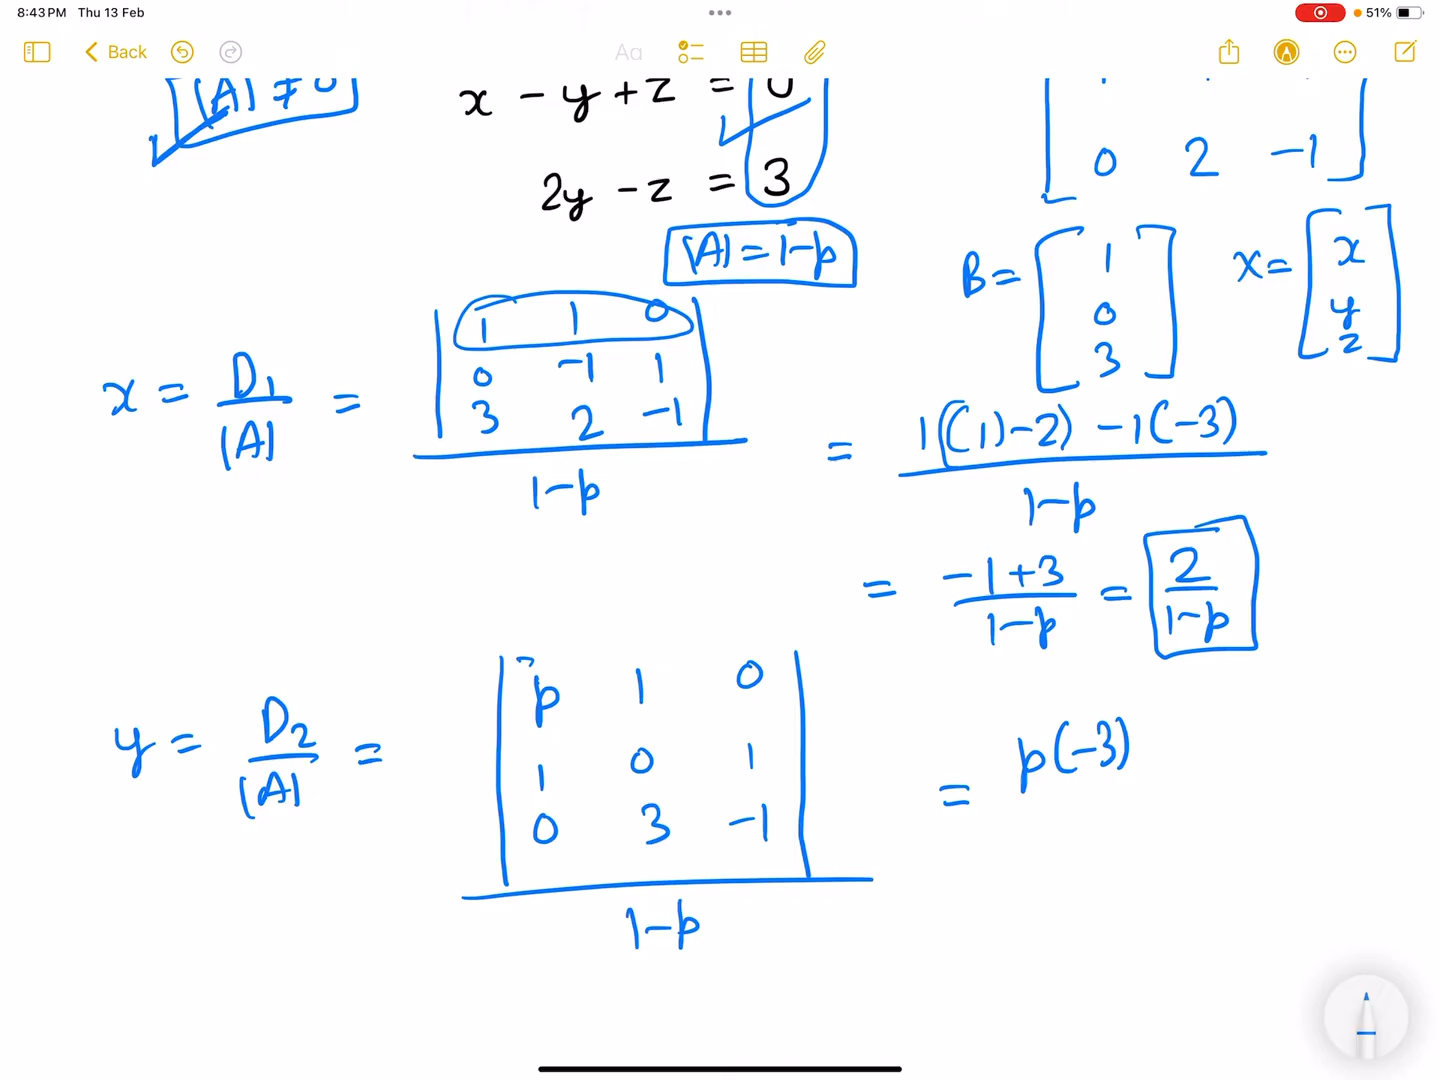 8:43 PM Thu 13 Feb
51%
Back
Aa
|A| ≠ 0
x - y + z = 0
0 2 -1
2y - z = 3
|A| = 1-p
B = [1 0 3]
X = [x y z]
x = D₁/|A| = |1 1 0
0 -1 1
3 2 -1| / 1-p
= 1((1)-2) -1(-3) / 1-p
= -1+3 / 1-p = 2 / 1-p
y = D₂/|A| = |p 1 0
1 0 1
0 3 -1| / 1-p
= p(-3)